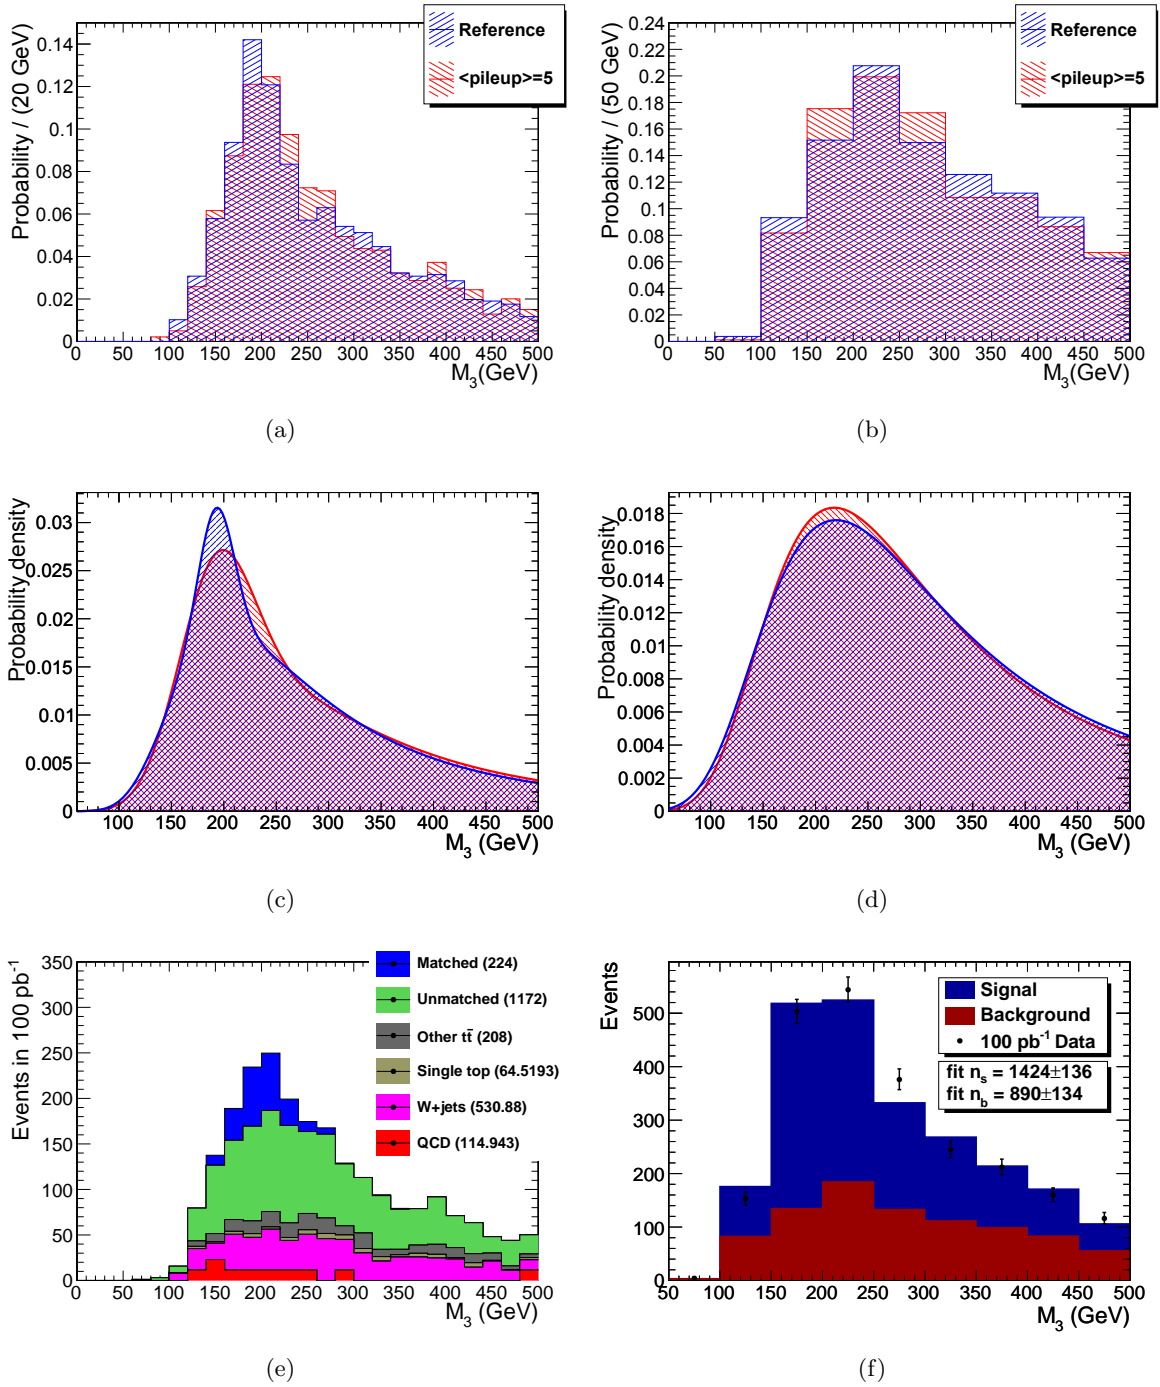 Reference
<pileup>=5
Probability / (20 GeV)
0.14
0.12
0.1
0.08
0.06
0.04
0.02
0
0 50 100 150 200 250 300 350 400 450 500
M3(GeV)
(a)
Reference
<pileup>=5
Probability / (50 GeV)
0.24
0.22
0.2
0.18
0.16
0.14
0.12
0.1
0.08
0.06
0.04
0.02
0
0 50 100 150 200 250 300 350 400 450 500
M3(GeV)
(b)
Probability density
0.03
0.025
0.02
0.015
0.01
0.005
0
100 150 200 250 300 350 400 450 500
M3 (GeV)
(c)
Probability density
0.018
0.016
0.014
0.012
0.01
0.008
0.006
0.004
0.002
0
100 150 200 250 300 350 400 450 500
M3 (GeV)
(d)
Events in 100 pb-1
350
300
250
200
150
100
50
0
Matched (224)
Unmatched (1172)
Other tt̄ (208)
Single top (64.5193)
W+jets (530.88)
QCD (114.943)
0 50 100 150 200 250 300 350 400 450 500
M3 (GeV)
(e)
Events
500
400
300
200
100
0
Signal
Background
100 pb-1 Data
fit ns = 1424±136
fit nb = 890±134
50 100 150 200 250 300 350 400 450 500
M3 (GeV)
(f)